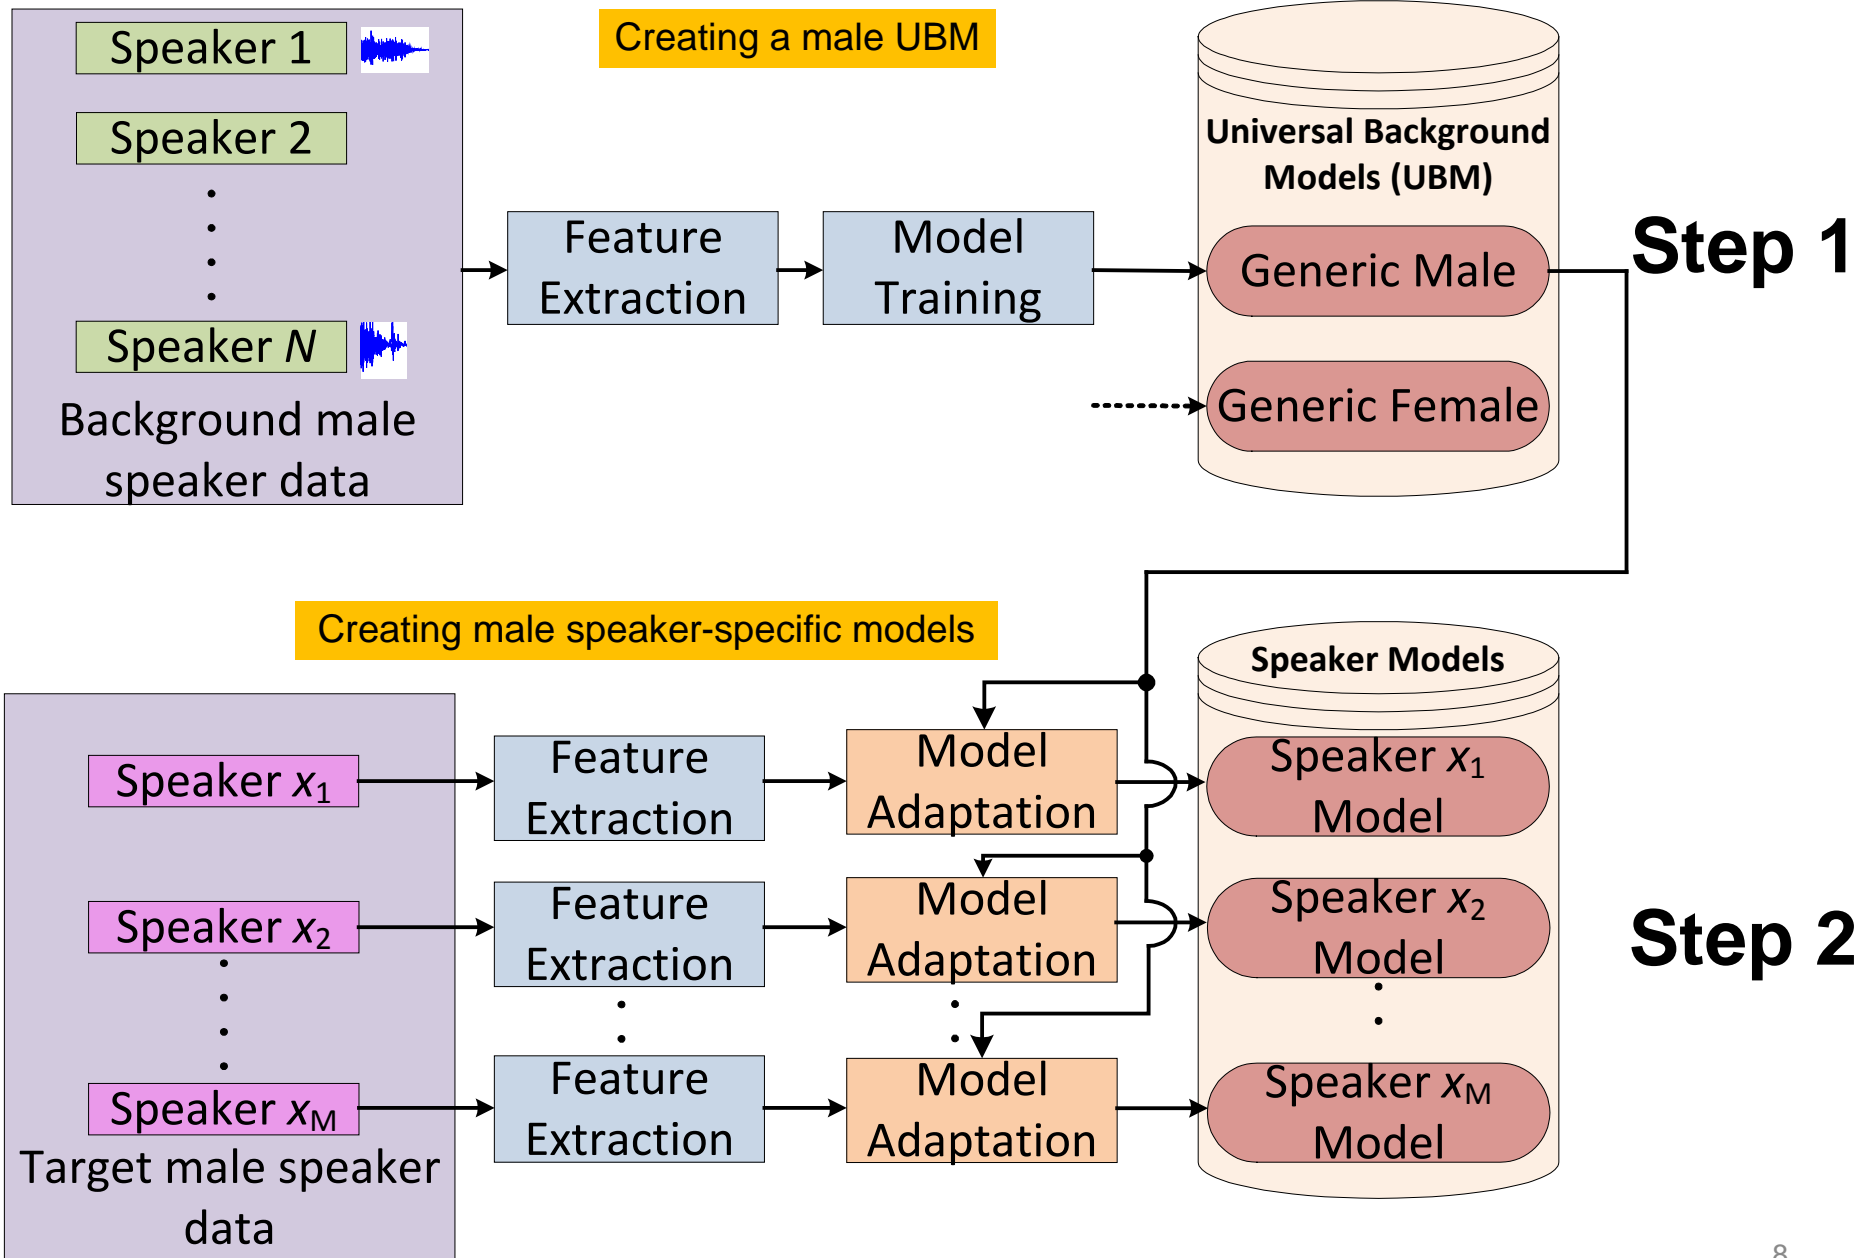 Creating a male UBM
Speaker 1
Speaker 2
Speaker N
Background male
speaker data
Feature
Extraction
Model
Training
Universal Background
Models (UBM)
Generic Male
Generic Female
Step 1
Creating male speaker-specific models
Speaker x₁
Speaker x₂
Speaker x_M
Target male speaker
data
Feature
Extraction
Model
Adaptation
Feature
Extraction
Model
Adaptation
Feature
Extraction
Model
Adaptation
Speaker Models
Speaker x₁
Model
Speaker x₂
Model
Speaker x_M
Model
Step 2
8